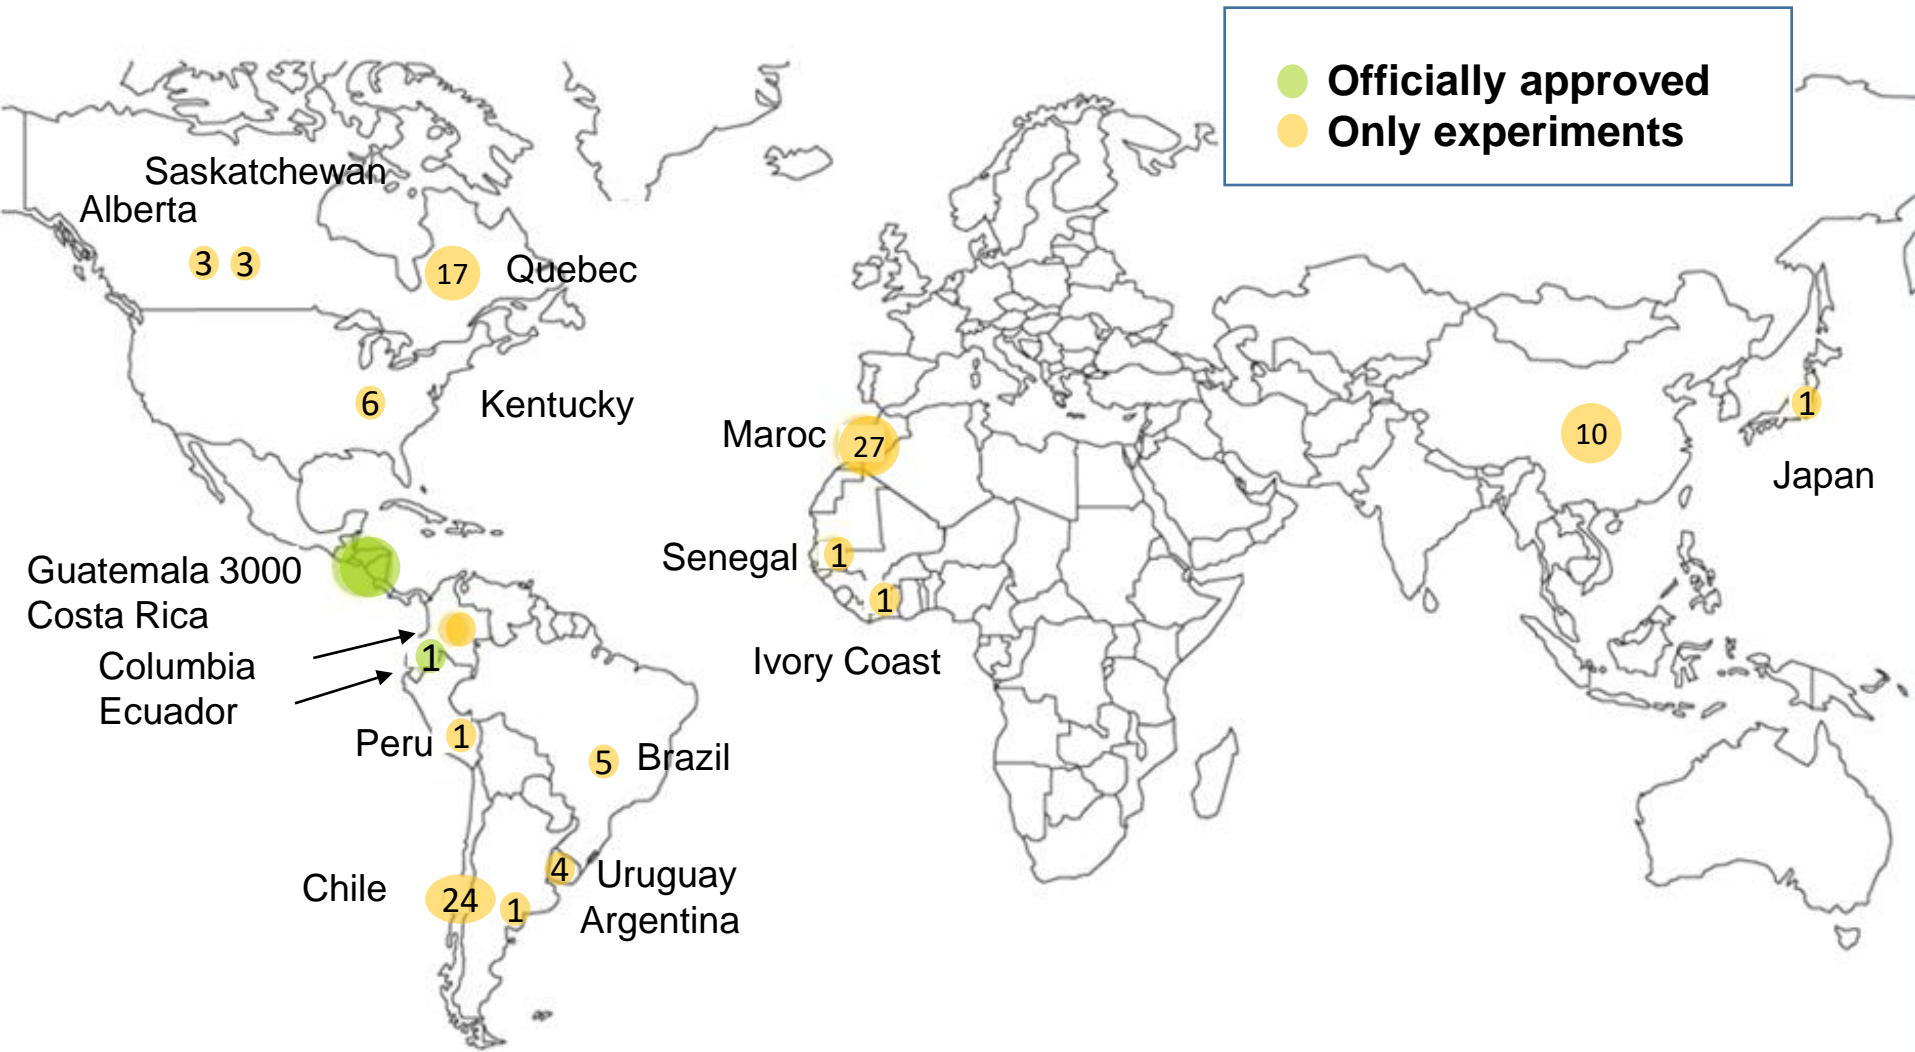 Officially approved
Only experiments
Saskatchewan
Alberta
3 3
17 Quebec
6 Kentucky
Maroc 27
10
1
Japan
Senegal 1
1
Ivory Coast
Guatemala 3000
Costa Rica
Columbia
1
Ecuador
Peru 1
5 Brazil
4 Uruguay
Chile 24 1
Argentina